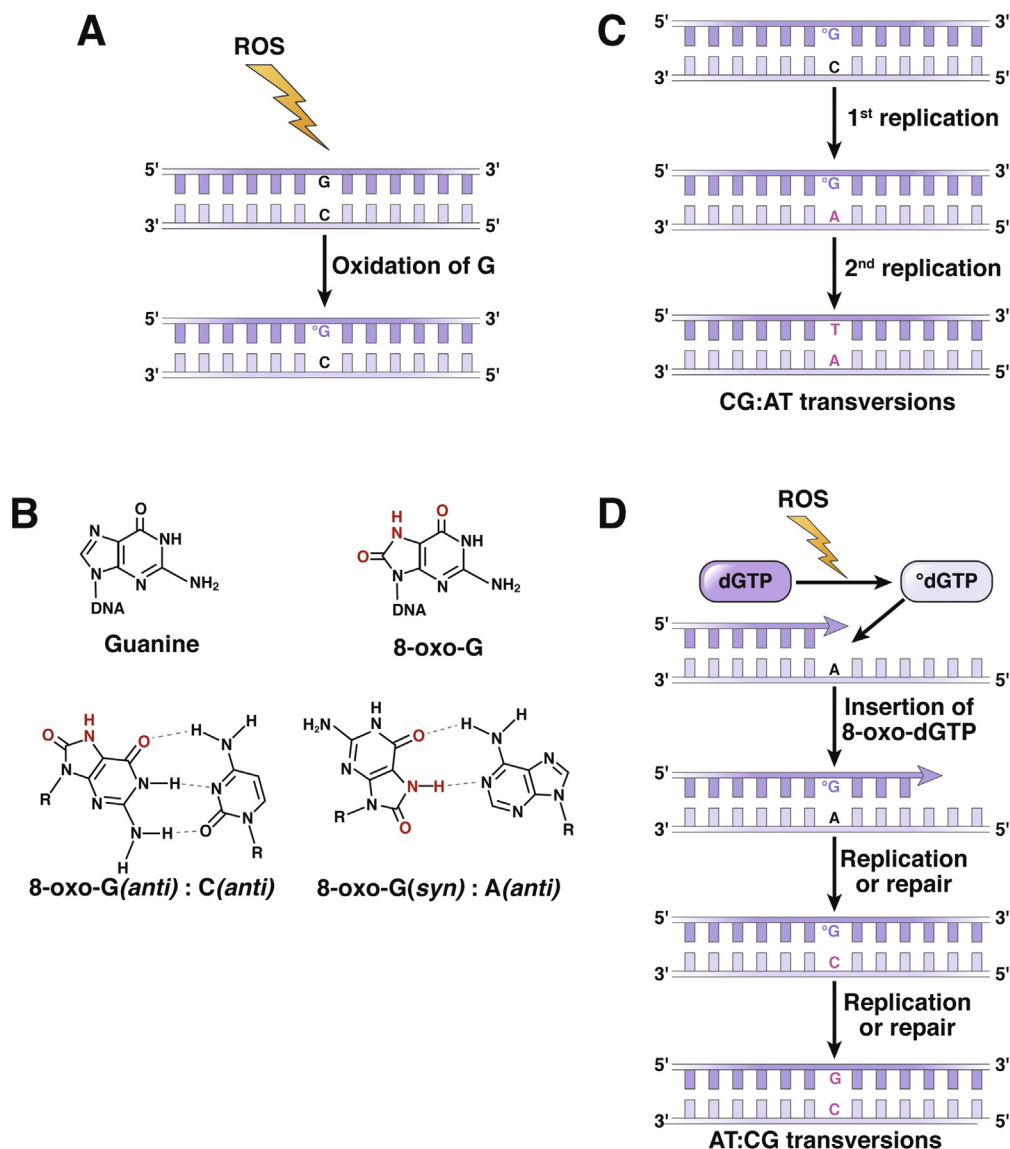 A
ROS
5' 3'
G
C
3' 5'
Oxidation of G
5' 3'
°G
C
3' 5'
B
O
N NH
N N NH₂
DNA
Guanine
H
N O
O NH
N N NH₂
DNA
8-oxo-G
H
O N O H H
N N
N H N
R N O N
N H R
H
8-oxo-G(anti) : C(anti)
H
H₂N N O H H
N N
N H N N
N N N
R O R
8-oxo-G(syn) : A(anti)
C
5' 3'
°G
C
3' 5'
1st replication
5' 3'
°G
A
3' 5'
2nd replication
5' 3'
T
A
3' 5'
CG:AT transversions
D
ROS
dGTP °dGTP
5'
A
3' 5'
Insertion of
8-oxo-dGTP
5'
°G
A
3' 5'
Replication
or repair
5' 3'
°G
C
3' 5'
Replication
or repair
5' 3'
G
C
3' 5'
AT:CG transversions